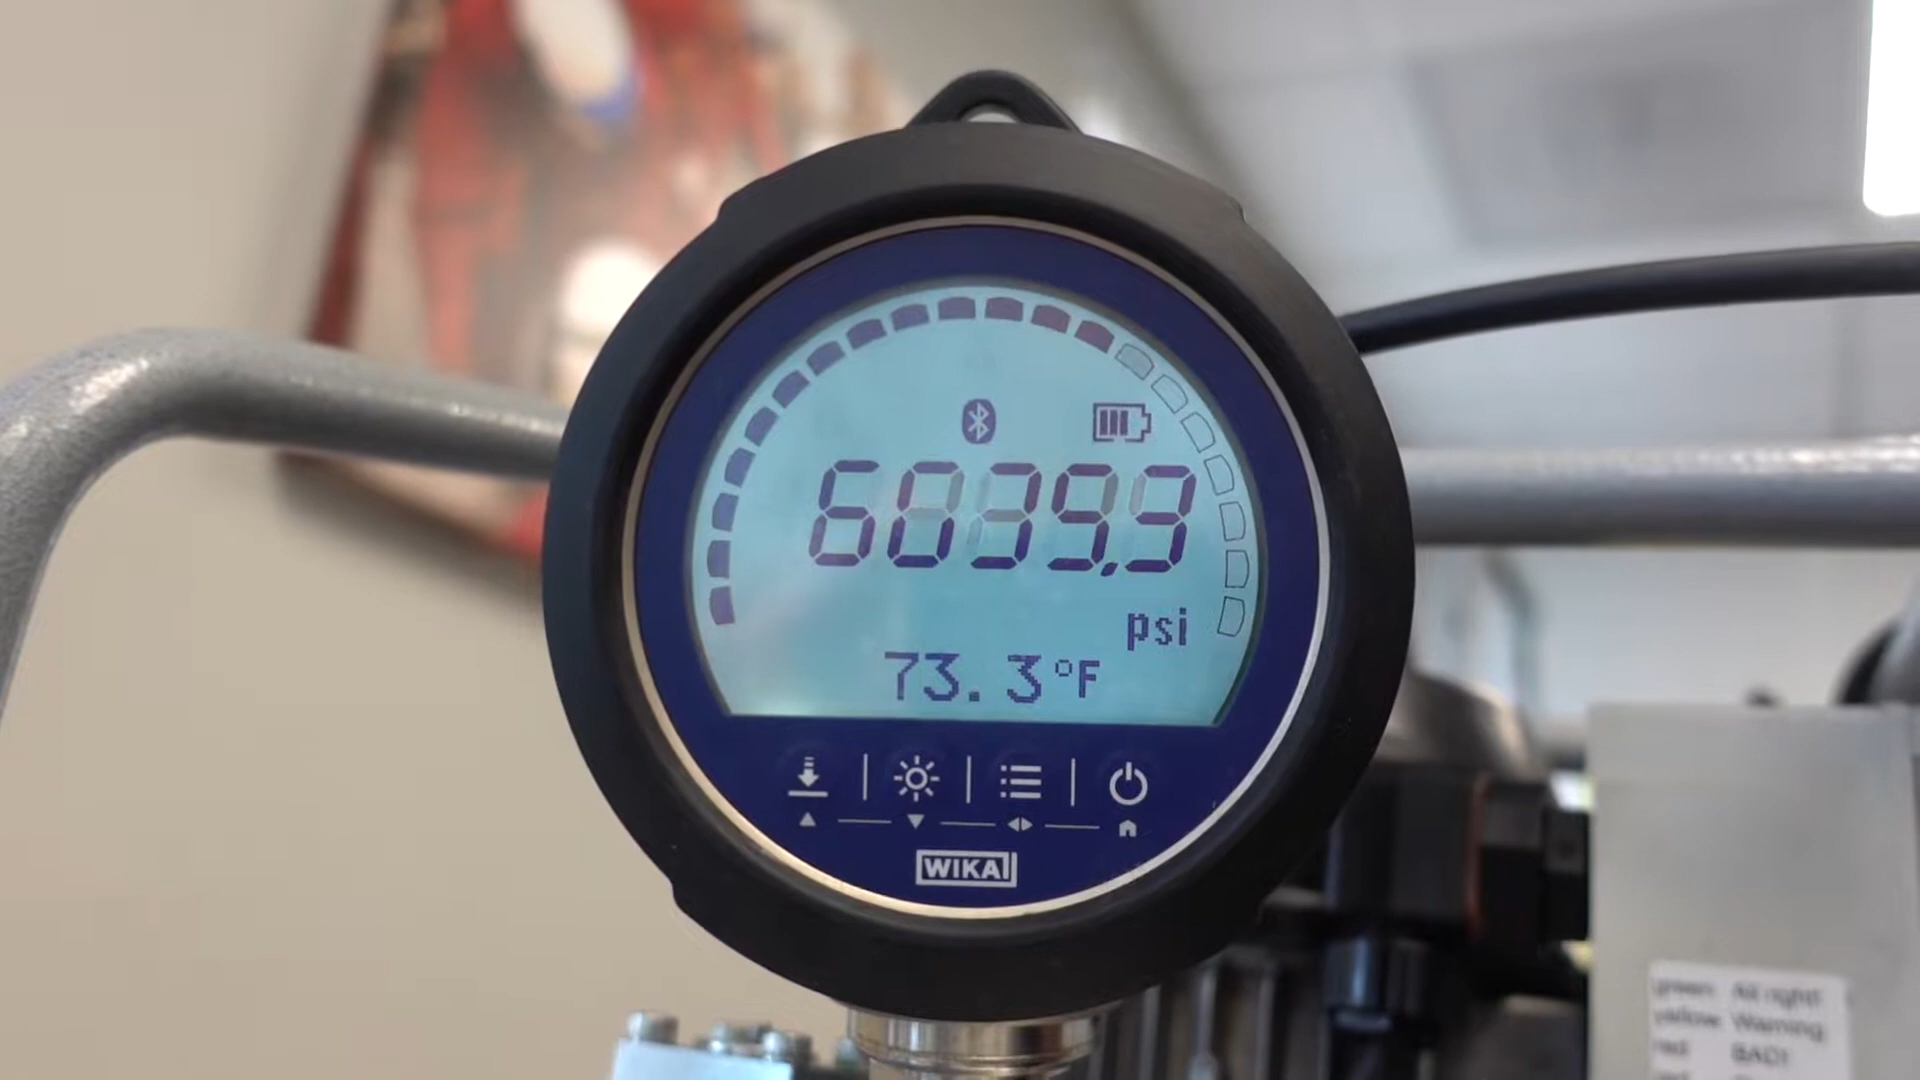 6039.9
psi
73.3°F
WIKA
green: All right!
yellow: Warning
red: BAD!